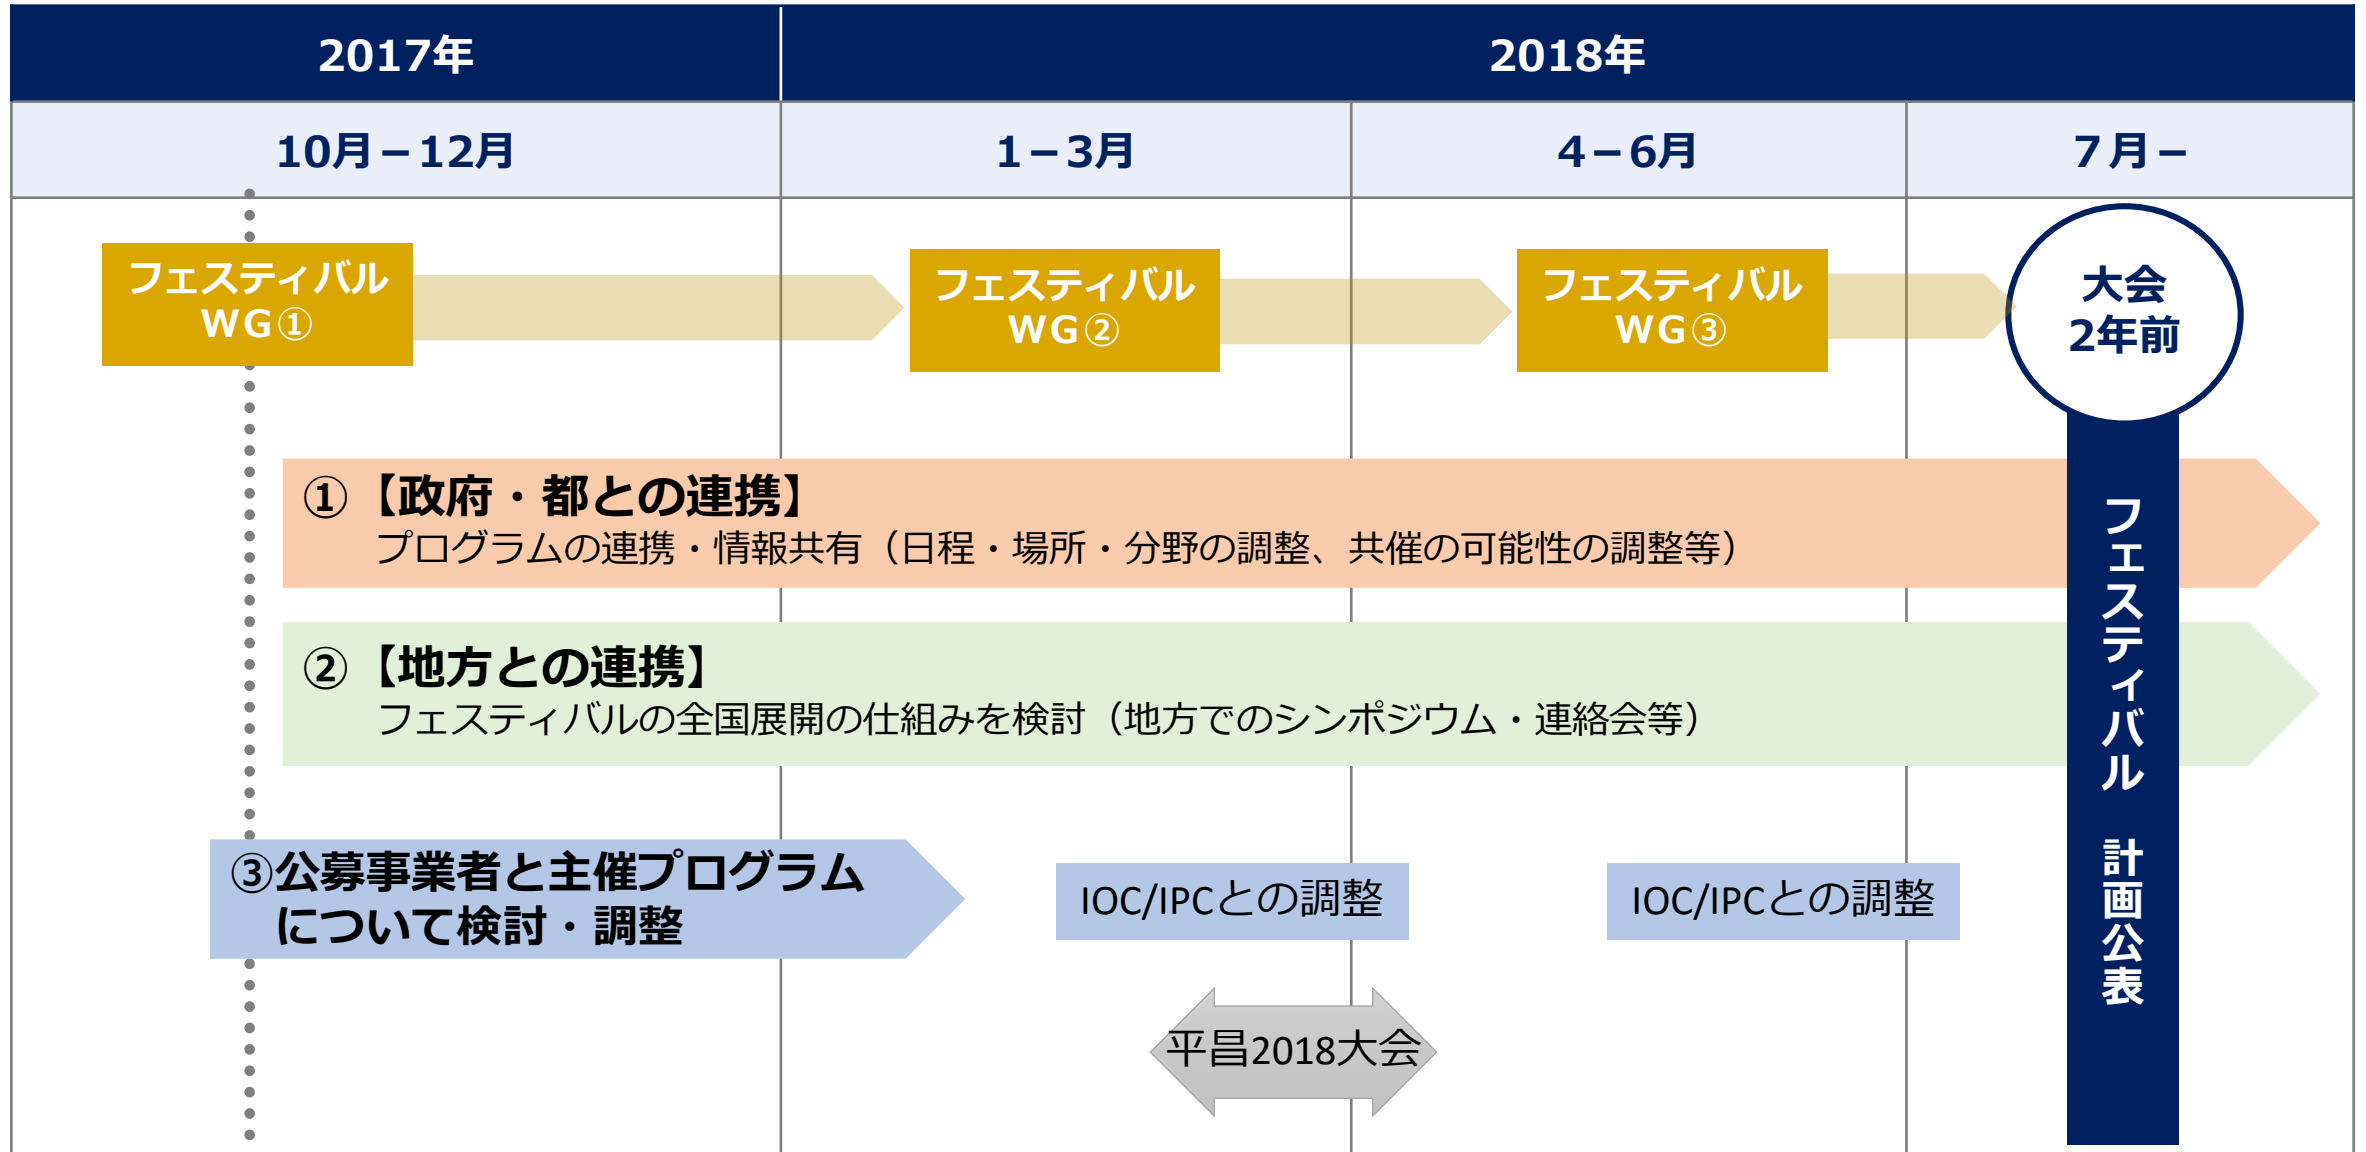 2017年
2018年
10月－12月
1－3月
4－6月
７月－
フェスティバル
ＷＧ①
フェスティバル
ＷＧ②
フェスティバル
ＷＧ③
大会
2年前
①【政府・都との連携】
プログラムの連携・情報共有（日程・場所・分野の調整、共催の可能性の調整等）
②【地方との連携】
フェスティバルの全国展開の仕組みを検討（地方でのシンポジウム・連絡会等）
③公募事業者と主催プログラム
について検討・調整
IOC/IPCとの調整
IOC/IPCとの調整
平昌2018大会
フェスティバル　計画公表